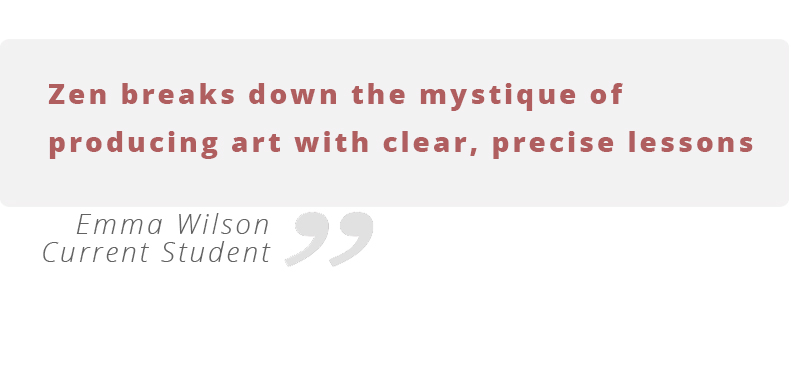 Zen breaks down the mystique of
producing art with clear, precise lessons
Emma Wilson
Current Student
”